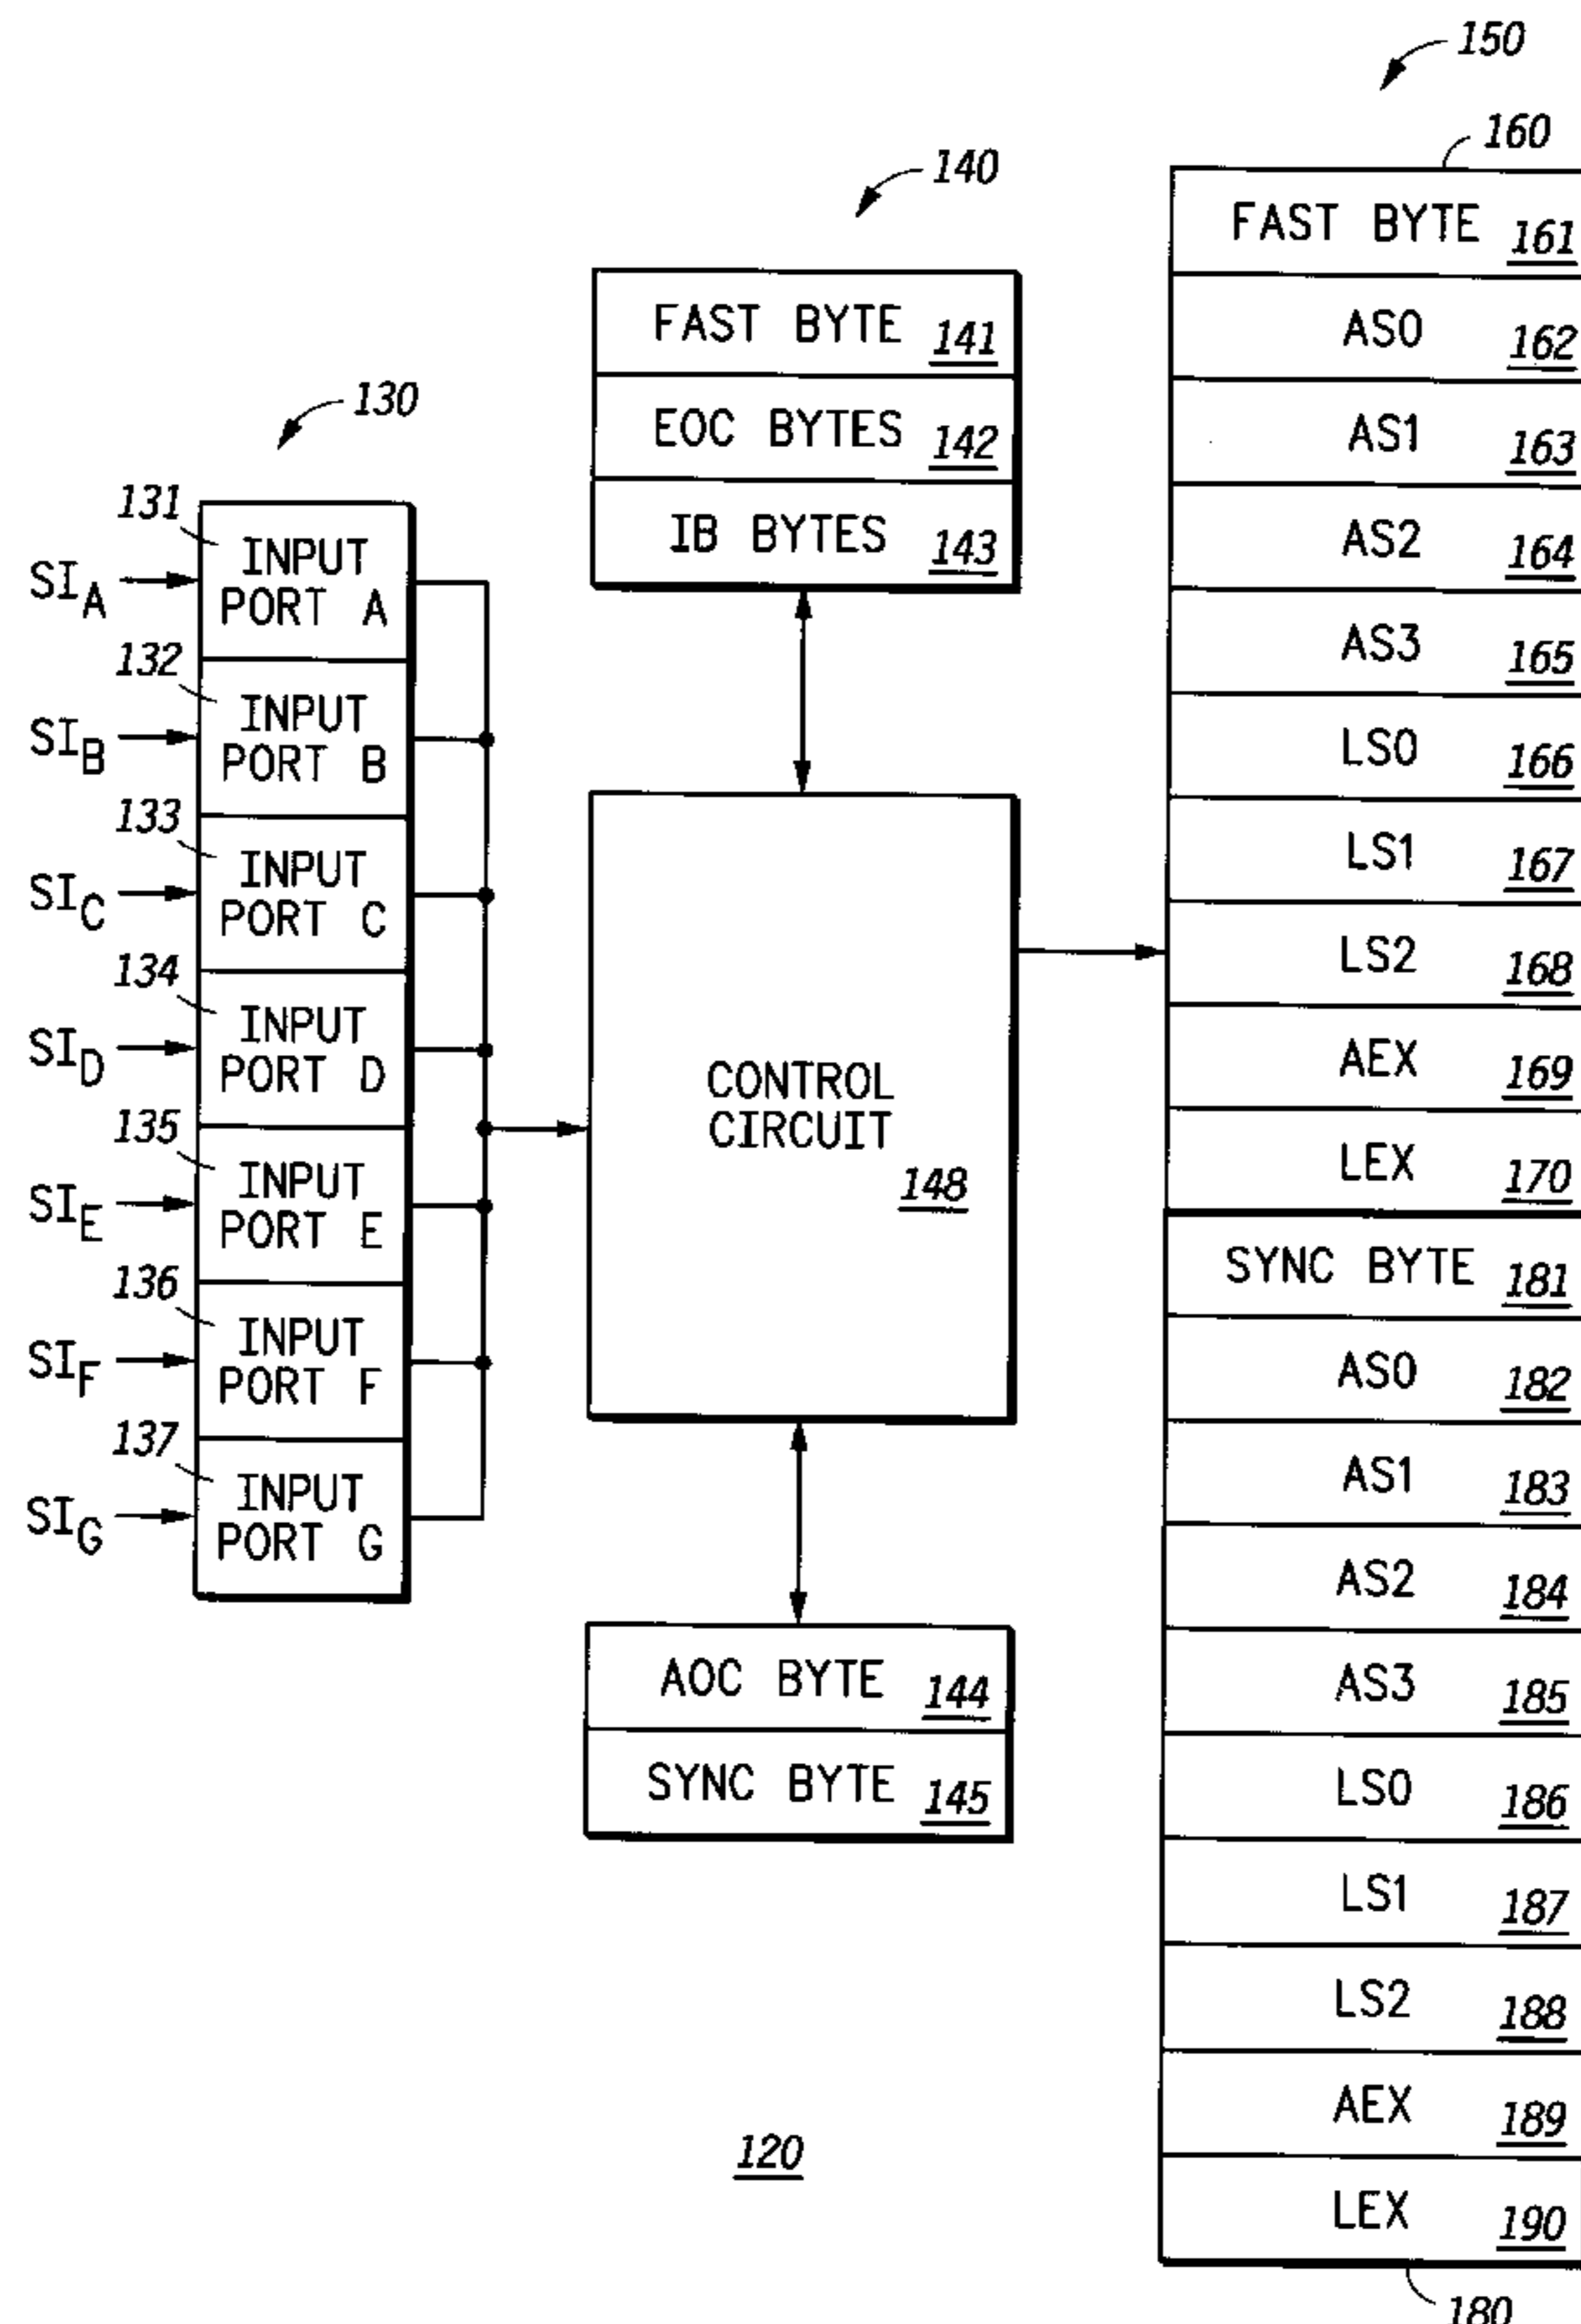 150
160
FAST BYTE 161
AS0 162
AS1 163
AS2 164
AS3 165
LS0 166
LS1 167
LS2 168
AEX 169
LEX 170
SYNC BYTE 181
AS0 182
AS1 183
AS2 184
AS3 185
LS0 186
LS1 187
LS2 188
AEX 189
LEX 190
180
140
FAST BYTE 141
EOC BYTES 142
IB BYTES 143
130
131
SIA
INPUT
PORT A
132
SIB
INPUT
PORT B
133
SIC
INPUT
PORT C
134
SID
INPUT
PORT D
135
SIE
INPUT
PORT E
136
SIF
INPUT
PORT F
137
SIG
INPUT
PORT G
CONTROL
CIRCUIT
148
AOC BYTE 144
SYNC BYTE 145
120